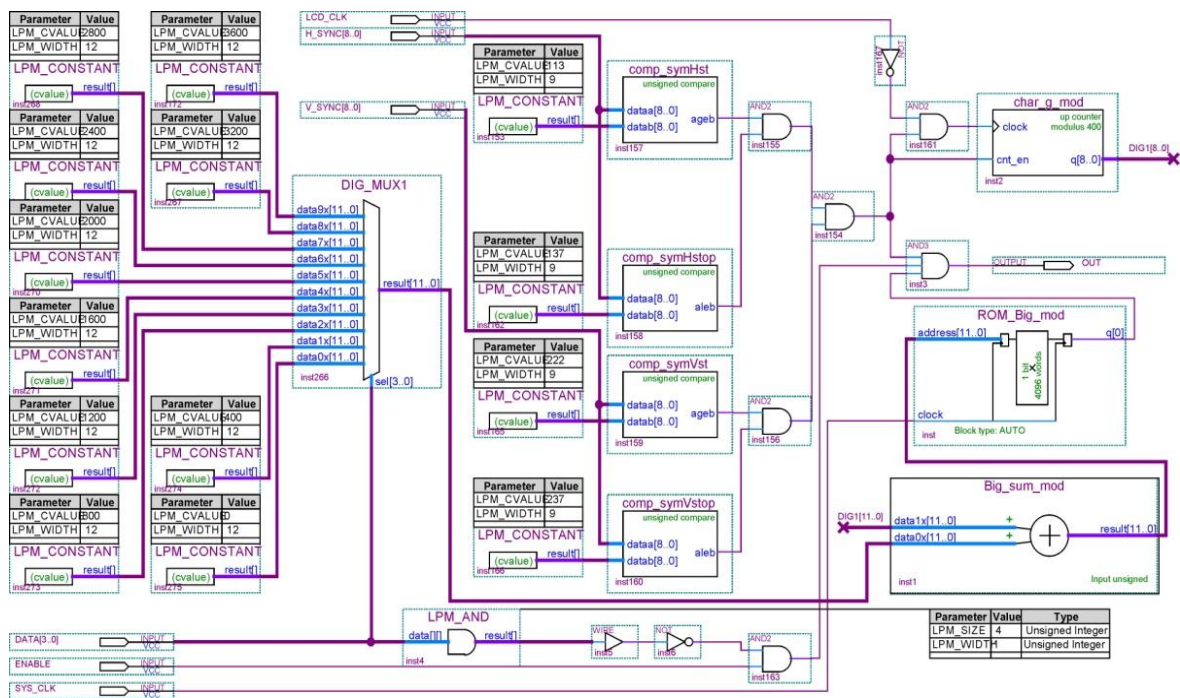 Parameter Value
LPM_CVALUE 2800
LPM_WIDTH 12
LPM_CONSTANT
(cvalue) result[]
inst268
Parameter Value
LPM_CVALUE 2400
LPM_WIDTH 12
LPM_CONSTANT
(cvalue) result[]
Parameter Value
LPM_CVALUE 2000
LPM_WIDTH 12
LPM_CONSTANT
(cvalue) result[]
inst270
Parameter Value
LPM_CVALUE 1600
LPM_WIDTH 12
LPM_CONSTANT
(cvalue) result[]
inst271
Parameter Value
LPM_CVALUE 1200
LPM_WIDTH 12
LPM_CONSTANT
(cvalue) result[]
inst272
Parameter Value
LPM_CVALUE 800
LPM_WIDTH 12
LPM_CONSTANT
(cvalue) result[]
inst273
Parameter Value
LPM_CVALUE 3600
LPM_WIDTH 12
LPM_CONSTANT
(cvalue) result[]
inst172
Parameter Value
LPM_CVALUE 3200
LPM_WIDTH 12
LPM_CONSTANT
(cvalue) result[]
inst267
Parameter Value
LPM_CVALUE 400
LPM_WIDTH 12
LPM_CONSTANT
(cvalue) result[]
inst274
Parameter Value
LPM_CVALUE 0
LPM_WIDTH 12
LPM_CONSTANT
(cvalue) result[]
inst275
LCD_CLK INPUT VCC
H_SYNC[8..0] INPUT VCC
V_SYNC[8..0] INPUT VCC
DIG_MUX1
data9x[11..0]
data8x[11..0]
data7x[11..0]
data6x[11..0]
data5x[11..0]
data4x[11..0]
data3x[11..0]
data2x[11..0]
data1x[11..0]
data0x[11..0]
result[11..0]
sel[3..0]
inst266
Parameter Value
LPM_CVALUE 113
LPM_WIDTH 9
LPM_CONSTANT
(cvalue) result[]
inst153
Parameter Value
LPM_CVALUE 137
LPM_WIDTH 9
LPM_CONSTANT
(cvalue) result[]
inst162
Parameter Value
LPM_CVALUE 222
LPM_WIDTH 9
LPM_CONSTANT
(cvalue) result[]
inst165
Parameter Value
LPM_CVALUE 237
LPM_WIDTH 9
LPM_CONSTANT
(cvalue) result[]
inst166
comp_symHst
unsigned compare
dataa[8..0]
datab[8..0]
ageb
inst157
comp_symHstop
unsigned compare
dataa[8..0]
datab[8..0]
aleb
inst158
comp_symVst
unsigned compare
dataa[8..0]
datab[8..0]
ageb
inst159
comp_symVstop
unsigned compare
dataa[8..0]
datab[8..0]
aleb
inst160
AND2
inst155
AND2
inst156
AND2
inst154
NOT
inst167
AND2
inst161
char_g_mod
up counter
modulus 400
clock
cnt_en
q[8..0]
inst2
DIG1[8..0]
AND3
inst3
OUTPUT OUT
ROM_Big_mod
address[11..0]
q[0]
1 bit
4096 words
clock
Block type: AUTO
inst
Big_sum_mod
DIG1[11..0]
data1x[11..0] +
data0x[11..0] +
+
result[11..0]
Input unsigned
inst1
Parameter Value Type
LPM_SIZE 4 Unsigned Integer
LPM_WIDTH 1 Unsigned Integer
DATA[3..0] INPUT VCC
ENABLE INPUT VCC
SYS_CLK INPUT VCC
LPM_AND
data[][] result[]
inst4
WIRE
inst5
NOT
inst6
AND2
inst163